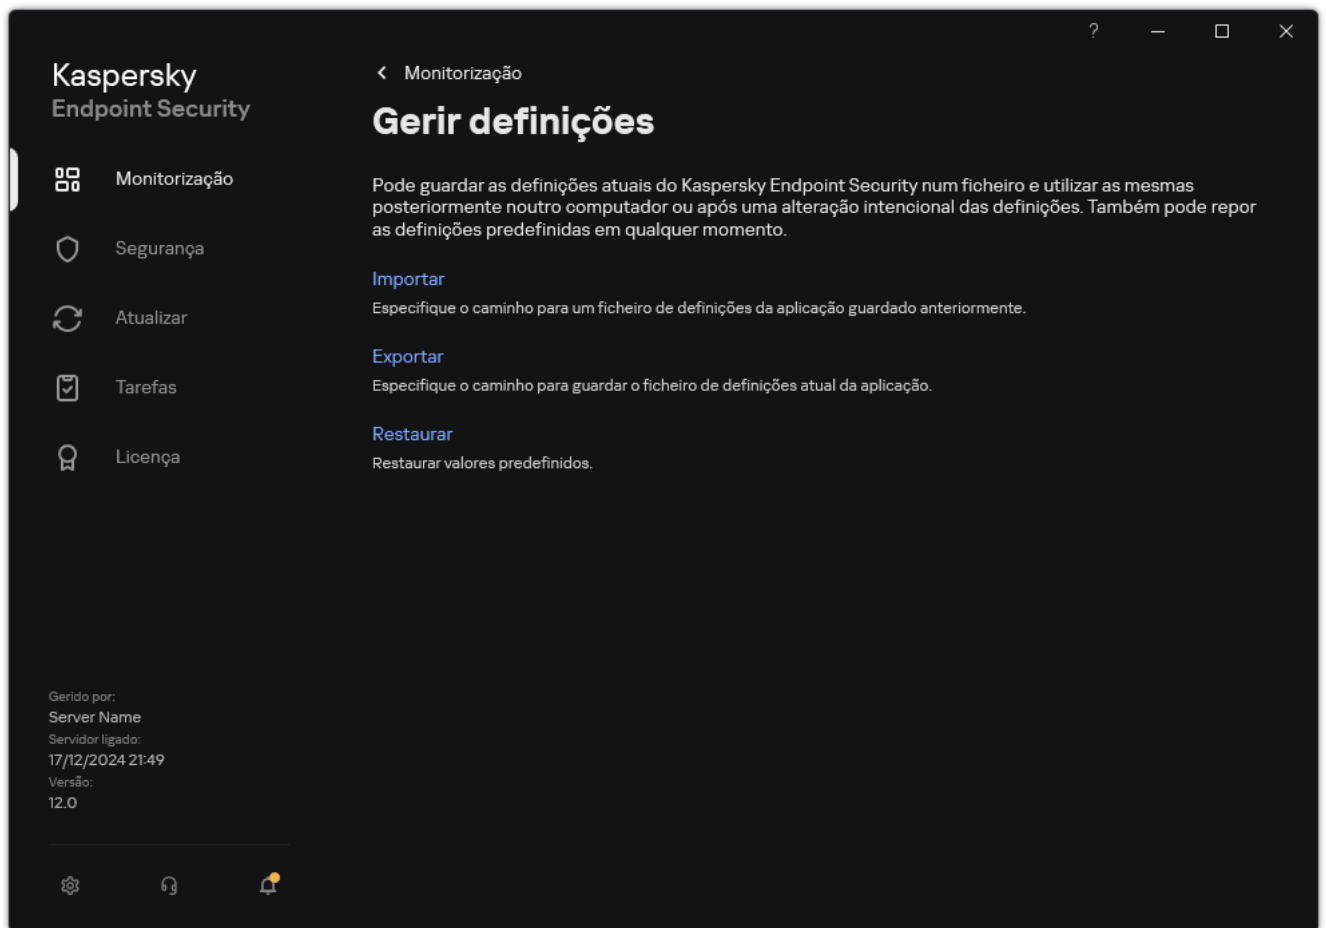 ?
Kaspersky
Endpoint Security
Monitorização
Segurança
Atualizar
Tarefas
Licença
Gerido por:
Server Name
Servidor ligado:
17/12/2024 21:49
Versão:
12.0
Monitorização
Gerir definições
Pode guardar as definições atuais do Kaspersky Endpoint Security num ficheiro e utilizar as mesmas
posteriormente noutro computador ou após uma alteração intencional das definições. Também pode repor
as definições predefinidas em qualquer momento.
Importar
Especifique o caminho para um ficheiro de definições da aplicação guardado anteriormente.
Exportar
Especifique o caminho para guardar o ficheiro de definições atual da aplicação.
Restaurar
Restaurar valores predefinidos.